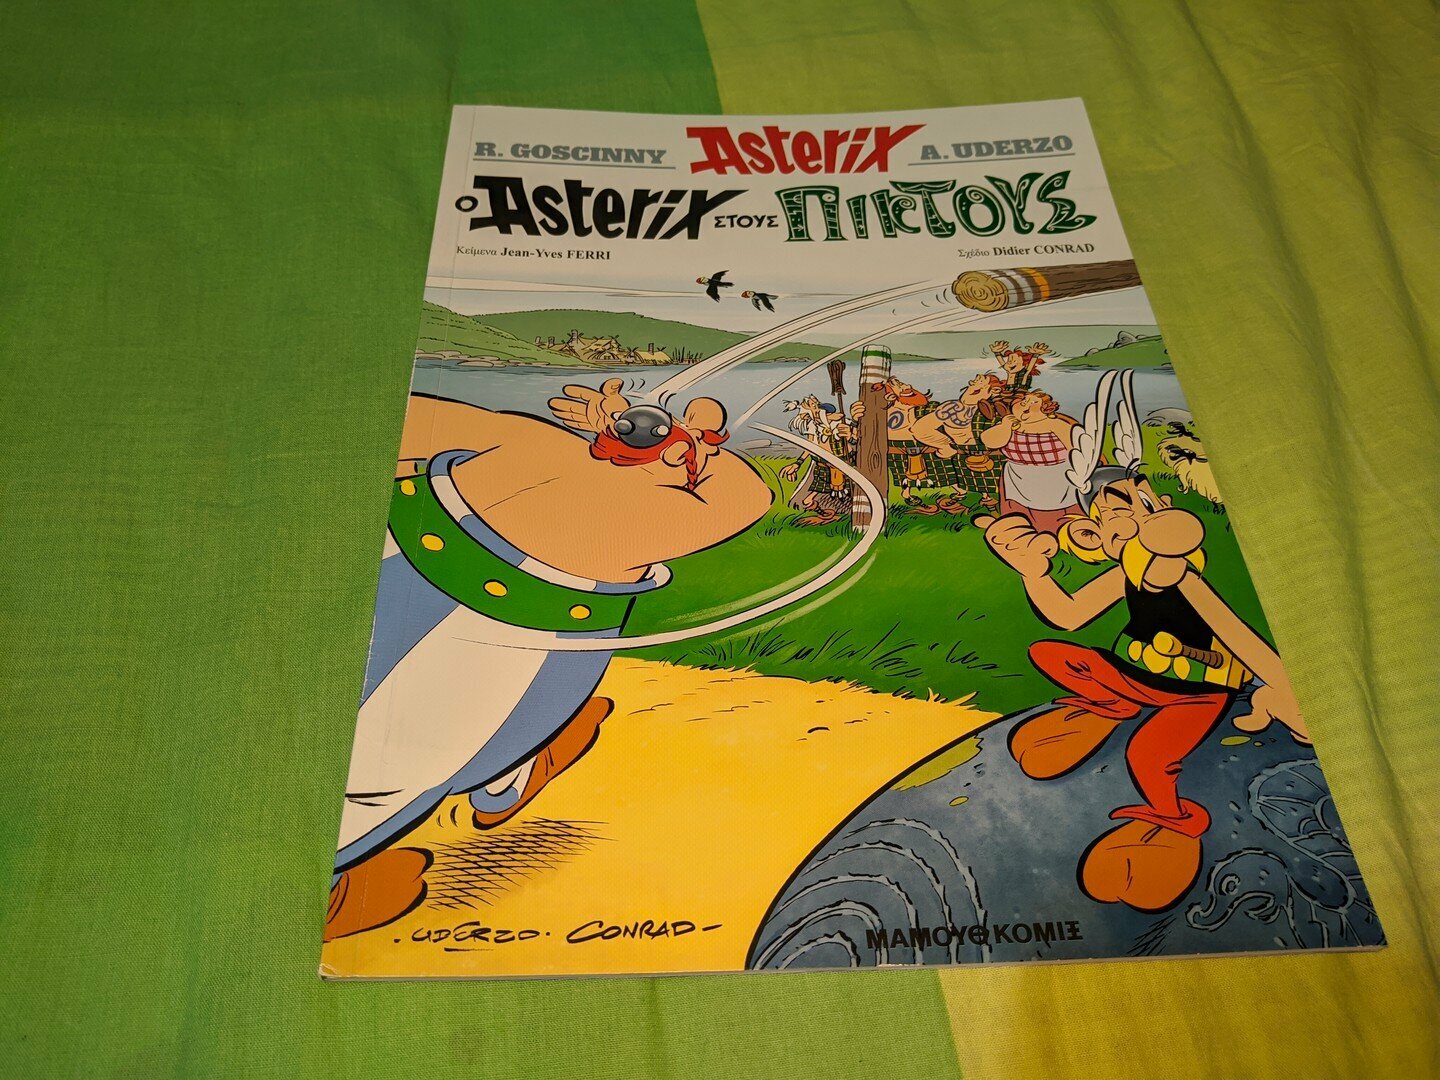 R. GOSCINNY Asterix A. UDERZO
Ο Asterix ΣΤΟΥΣ ΠΙΚΤΟΥΣ
Κείμενα Jean-Yves FERRI Σχέδιο Didier CONRAD
. UDERZO. CONRAD -
ΜΑΜΟΥΘ ΚΟΜΙΞ